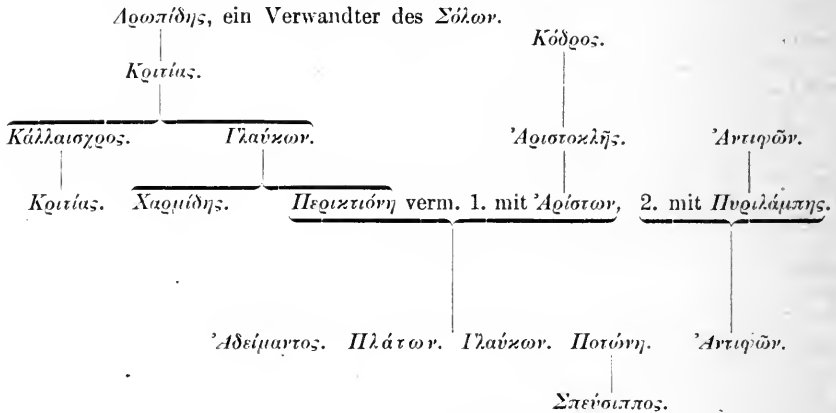 Δρωπίδης, ein Verwandter des Σόλων.
Κόδρος.
Κριτίας.
Κάλλαισχρος. Γλαύκων. Ἀριστοκλῆς. Ἀντιφῶν.
Κριτίας. Χαρμίδης. Περικτιόνη verm. 1. mit Ἀρίστων, 2. mit Πυριλάμπης.
Ἀδείμαντος. Πλάτων. Γλαύκων. Ποτώνη. Ἀντιφῶν.
Σπεύσιππος.